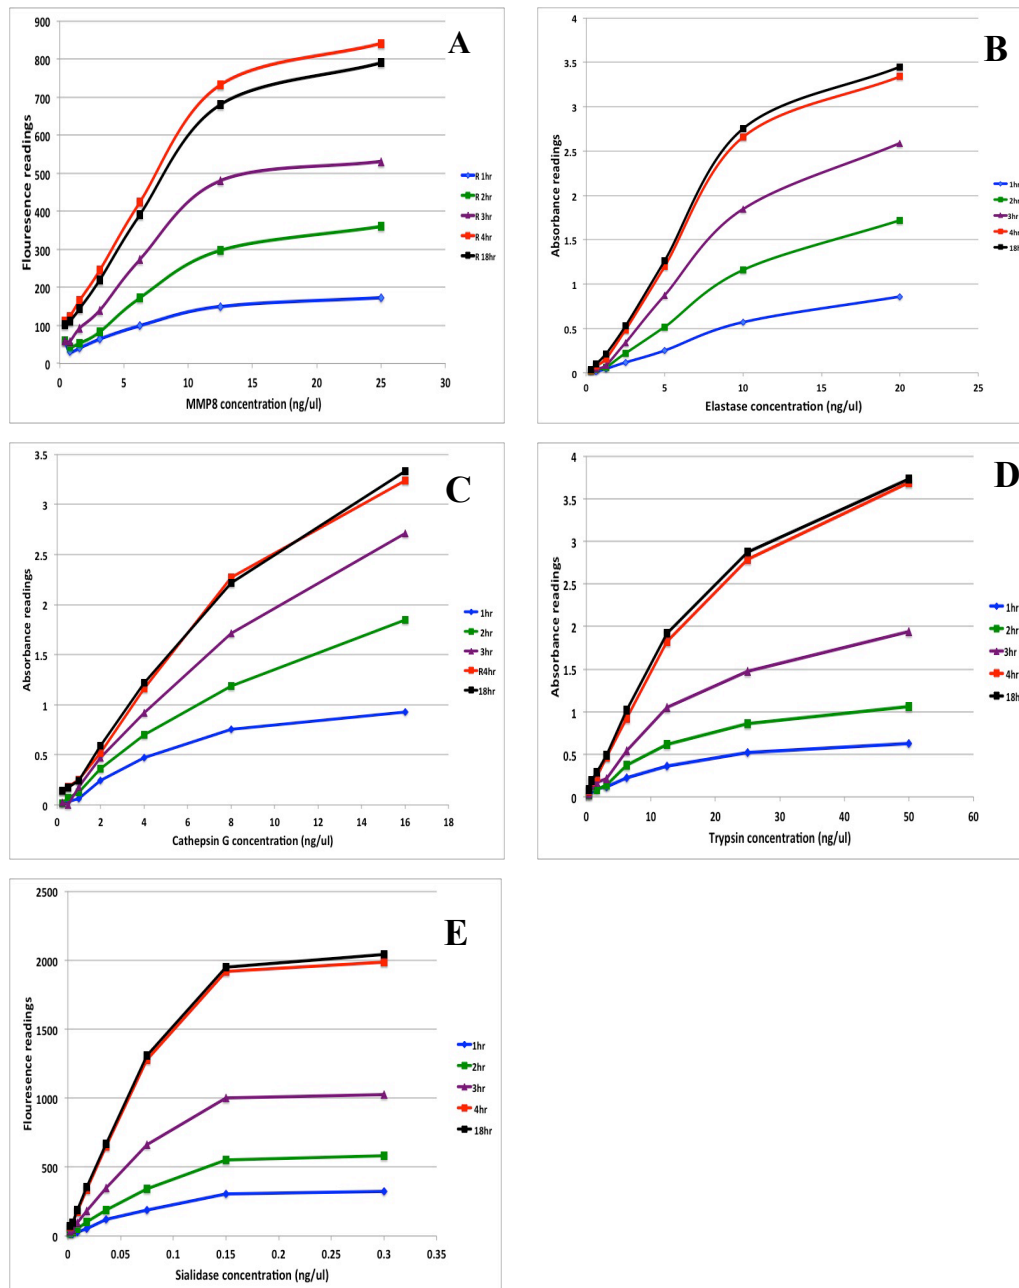 A
900
800
700
600
500
400
300
200
100
0
Flouresence readings
0 5 10 15 20 25 30
MMP8 concentration (ng/ul)
R 1hr
R 2hr
R 3hr
R 4hr
R 18hr
B
4
3.5
3
2.5
2
1.5
1
0.5
0
Absorbance readings
0 5 10 15 20 25
Elastase concentration (ng/ul)
1hr
2hr
3hr
4hr
18hr
C
3.5
3
2.5
2
1.5
1
0.5
0
Absorbance readings
0 2 4 6 8 10 12 14 16 18
Cathepsin G concentration (ng/ul)
1hr
2hr
3hr
R4hr
18hr
D
4
3.5
3
2.5
2
1.5
1
0.5
0
Absorbance readings
0 10 20 30 40 50 60
Trypsin concentration (ng/ul)
1hr
2hr
3hr
4hr
18hr
E
2500
2000
1500
1000
500
0
Flouresence readings
0 0.05 0.1 0.15 0.2 0.25 0.3 0.35
Sialidase concentration (ng/ul)
1hr
2hr
3hr
4hr
18hr